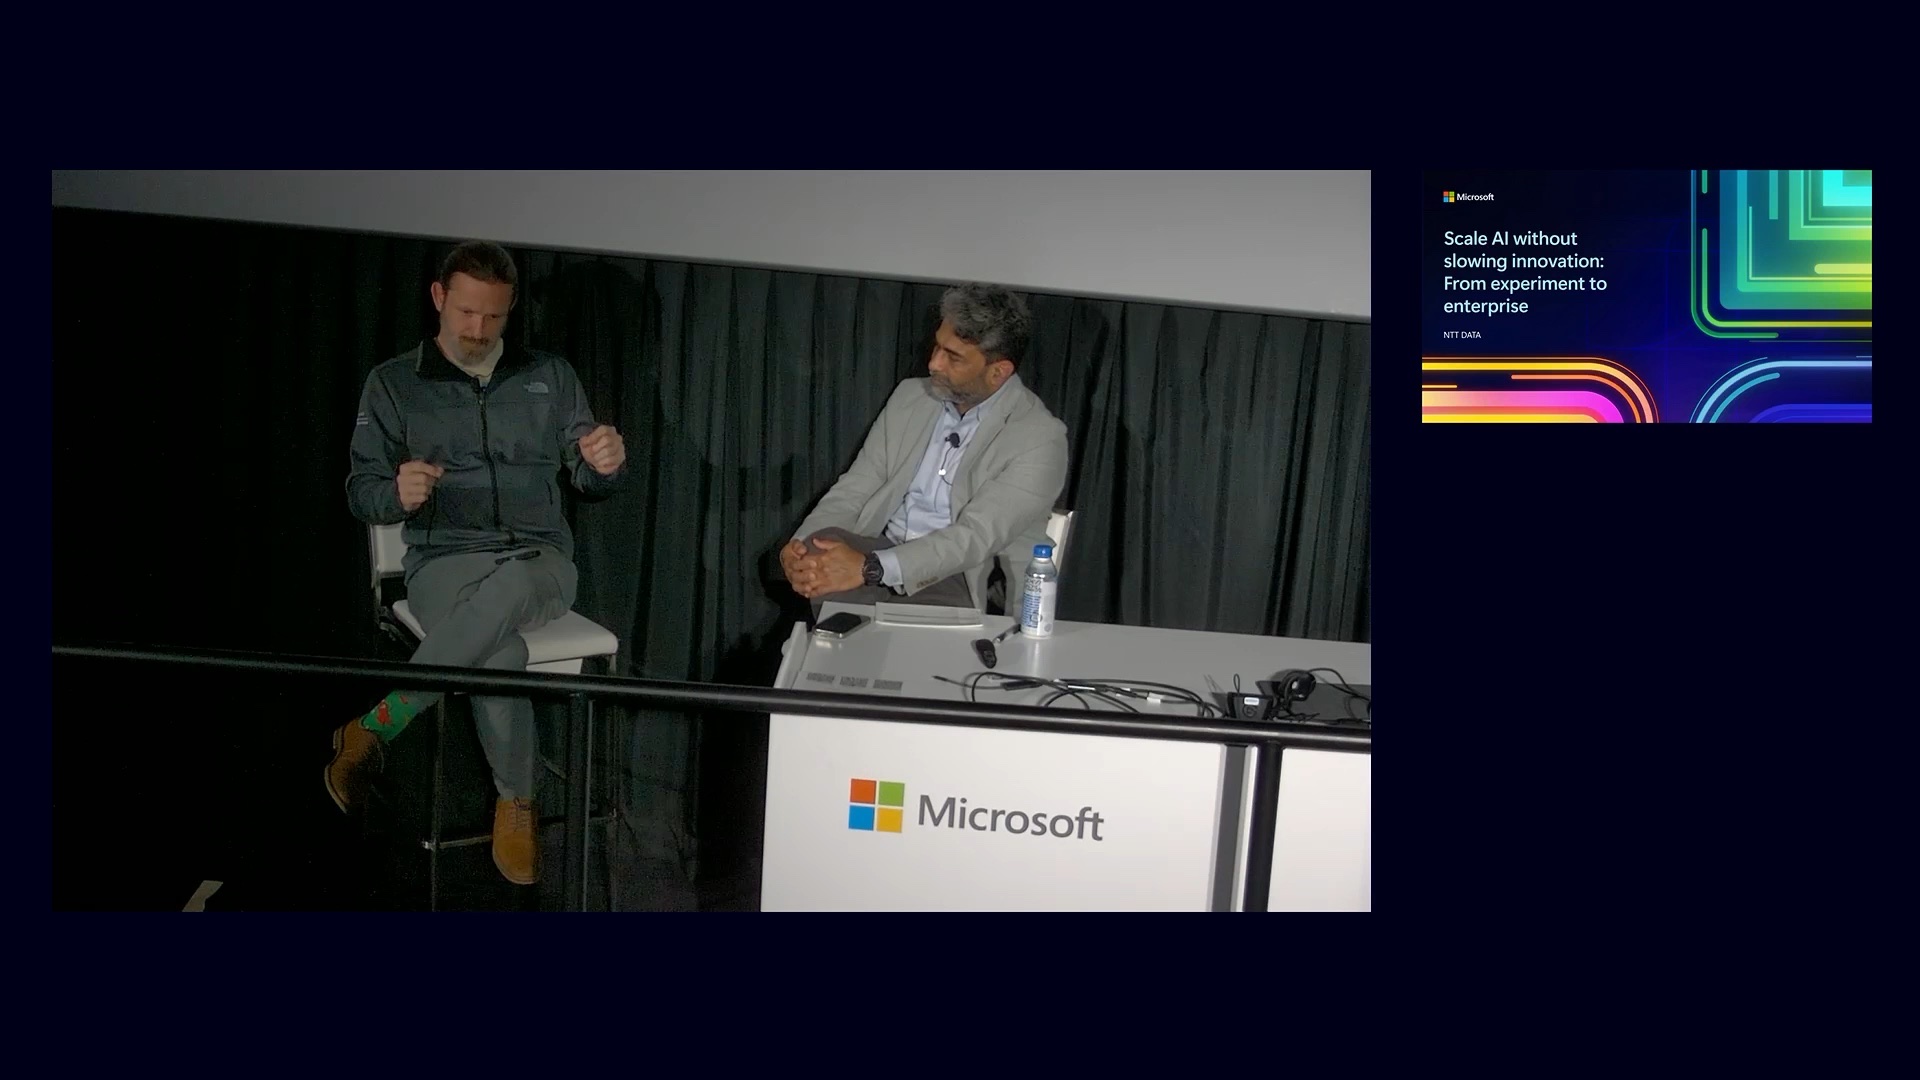 Microsoft
Microsoft
Scale AI without
slowing innovation:
From experiment to
enterprise
NTT DATA